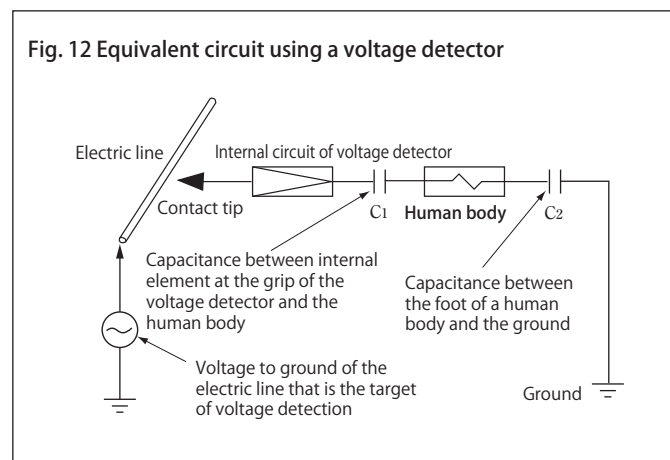 Fig. 12 Equivalent circuit using a voltage detector
Electric line
Internal circuit of voltage detector
Contact tip
C1
Human body
C2
Capacitance between internal
element at the grip of the
voltage detector and the
human body
Capacitance between
the foot of a human
body and the ground
Voltage to ground of the
electric line that is the target
of voltage detection
Ground